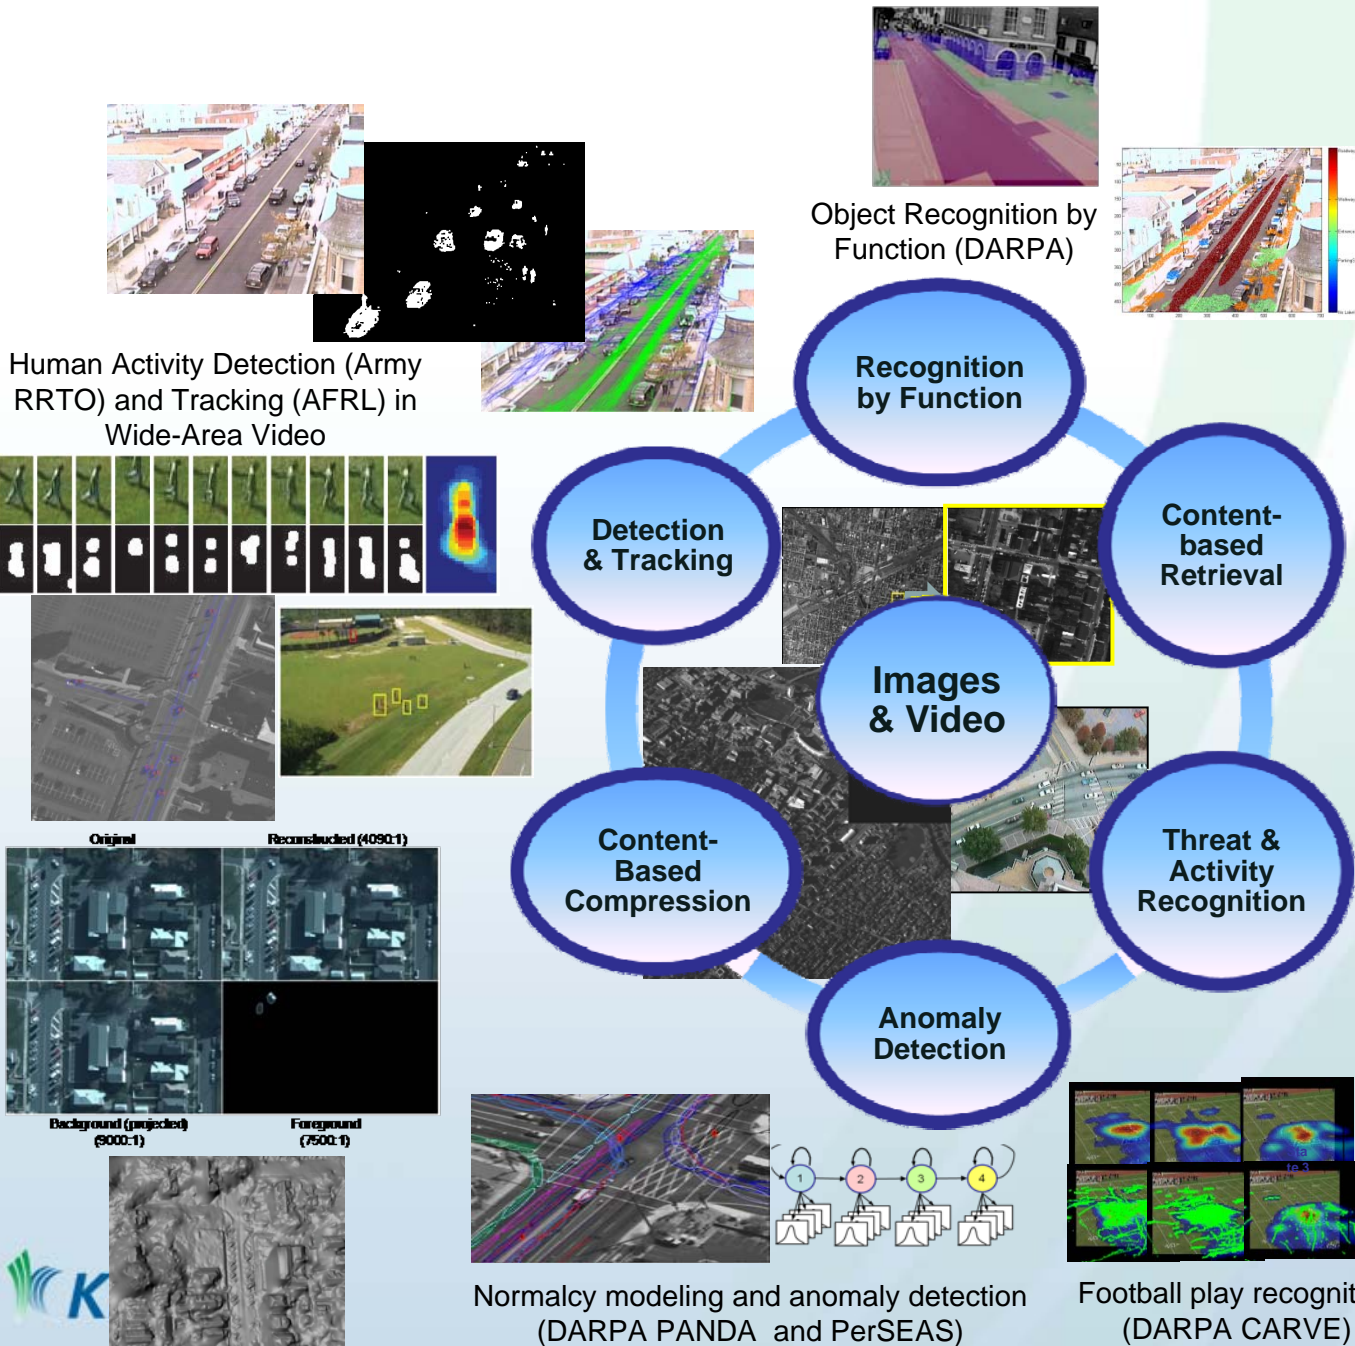 Object Recognition by
Function (DARPA)
Human Activity Detection (Army
RRTO) and Tracking (AFRL) in
Wide-Area Video
Recognition
by Function
Detection
& Tracking
Content-
based
Retrieval
Images
& Video
Content-
Based
Compression
Threat &
Activity
Recognition
Anomaly
Detection
Original
Reconstructed (4090:1)
Background (projected)
(9000:1)
Foreground
(7500:1)
1
2
3
4
te 3
K
Normalcy modeling and anomaly detection
(DARPA PANDA and PerSEAS)
Football play recognit
(DARPA CARVE)